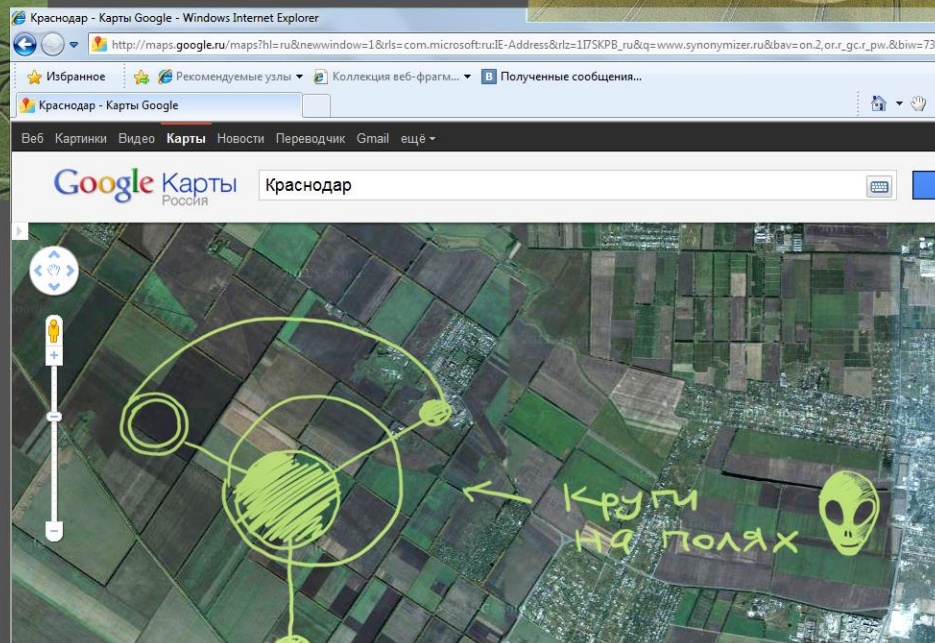 Краснодар - Карты Google - Windows Internet Explorer
http://maps.google.ru/maps?hl=ru&newwindow=1&rls=com.microsoft:ru:IE-Address&rlz=1I7SKPB_ru&q=www.synonymizer.ru&bav=on.2,or.r_gc.r_pw.&biw=73
Избранное Рекомендуемые узлы Коллекция веб-фрагм... В Полученные сообщения...
Краснодар - Карты Google
Веб Картинки Видео Карты Новости Переводчик Gmail ещё
Google Карты
Россия
Краснодар
Круги
на полях